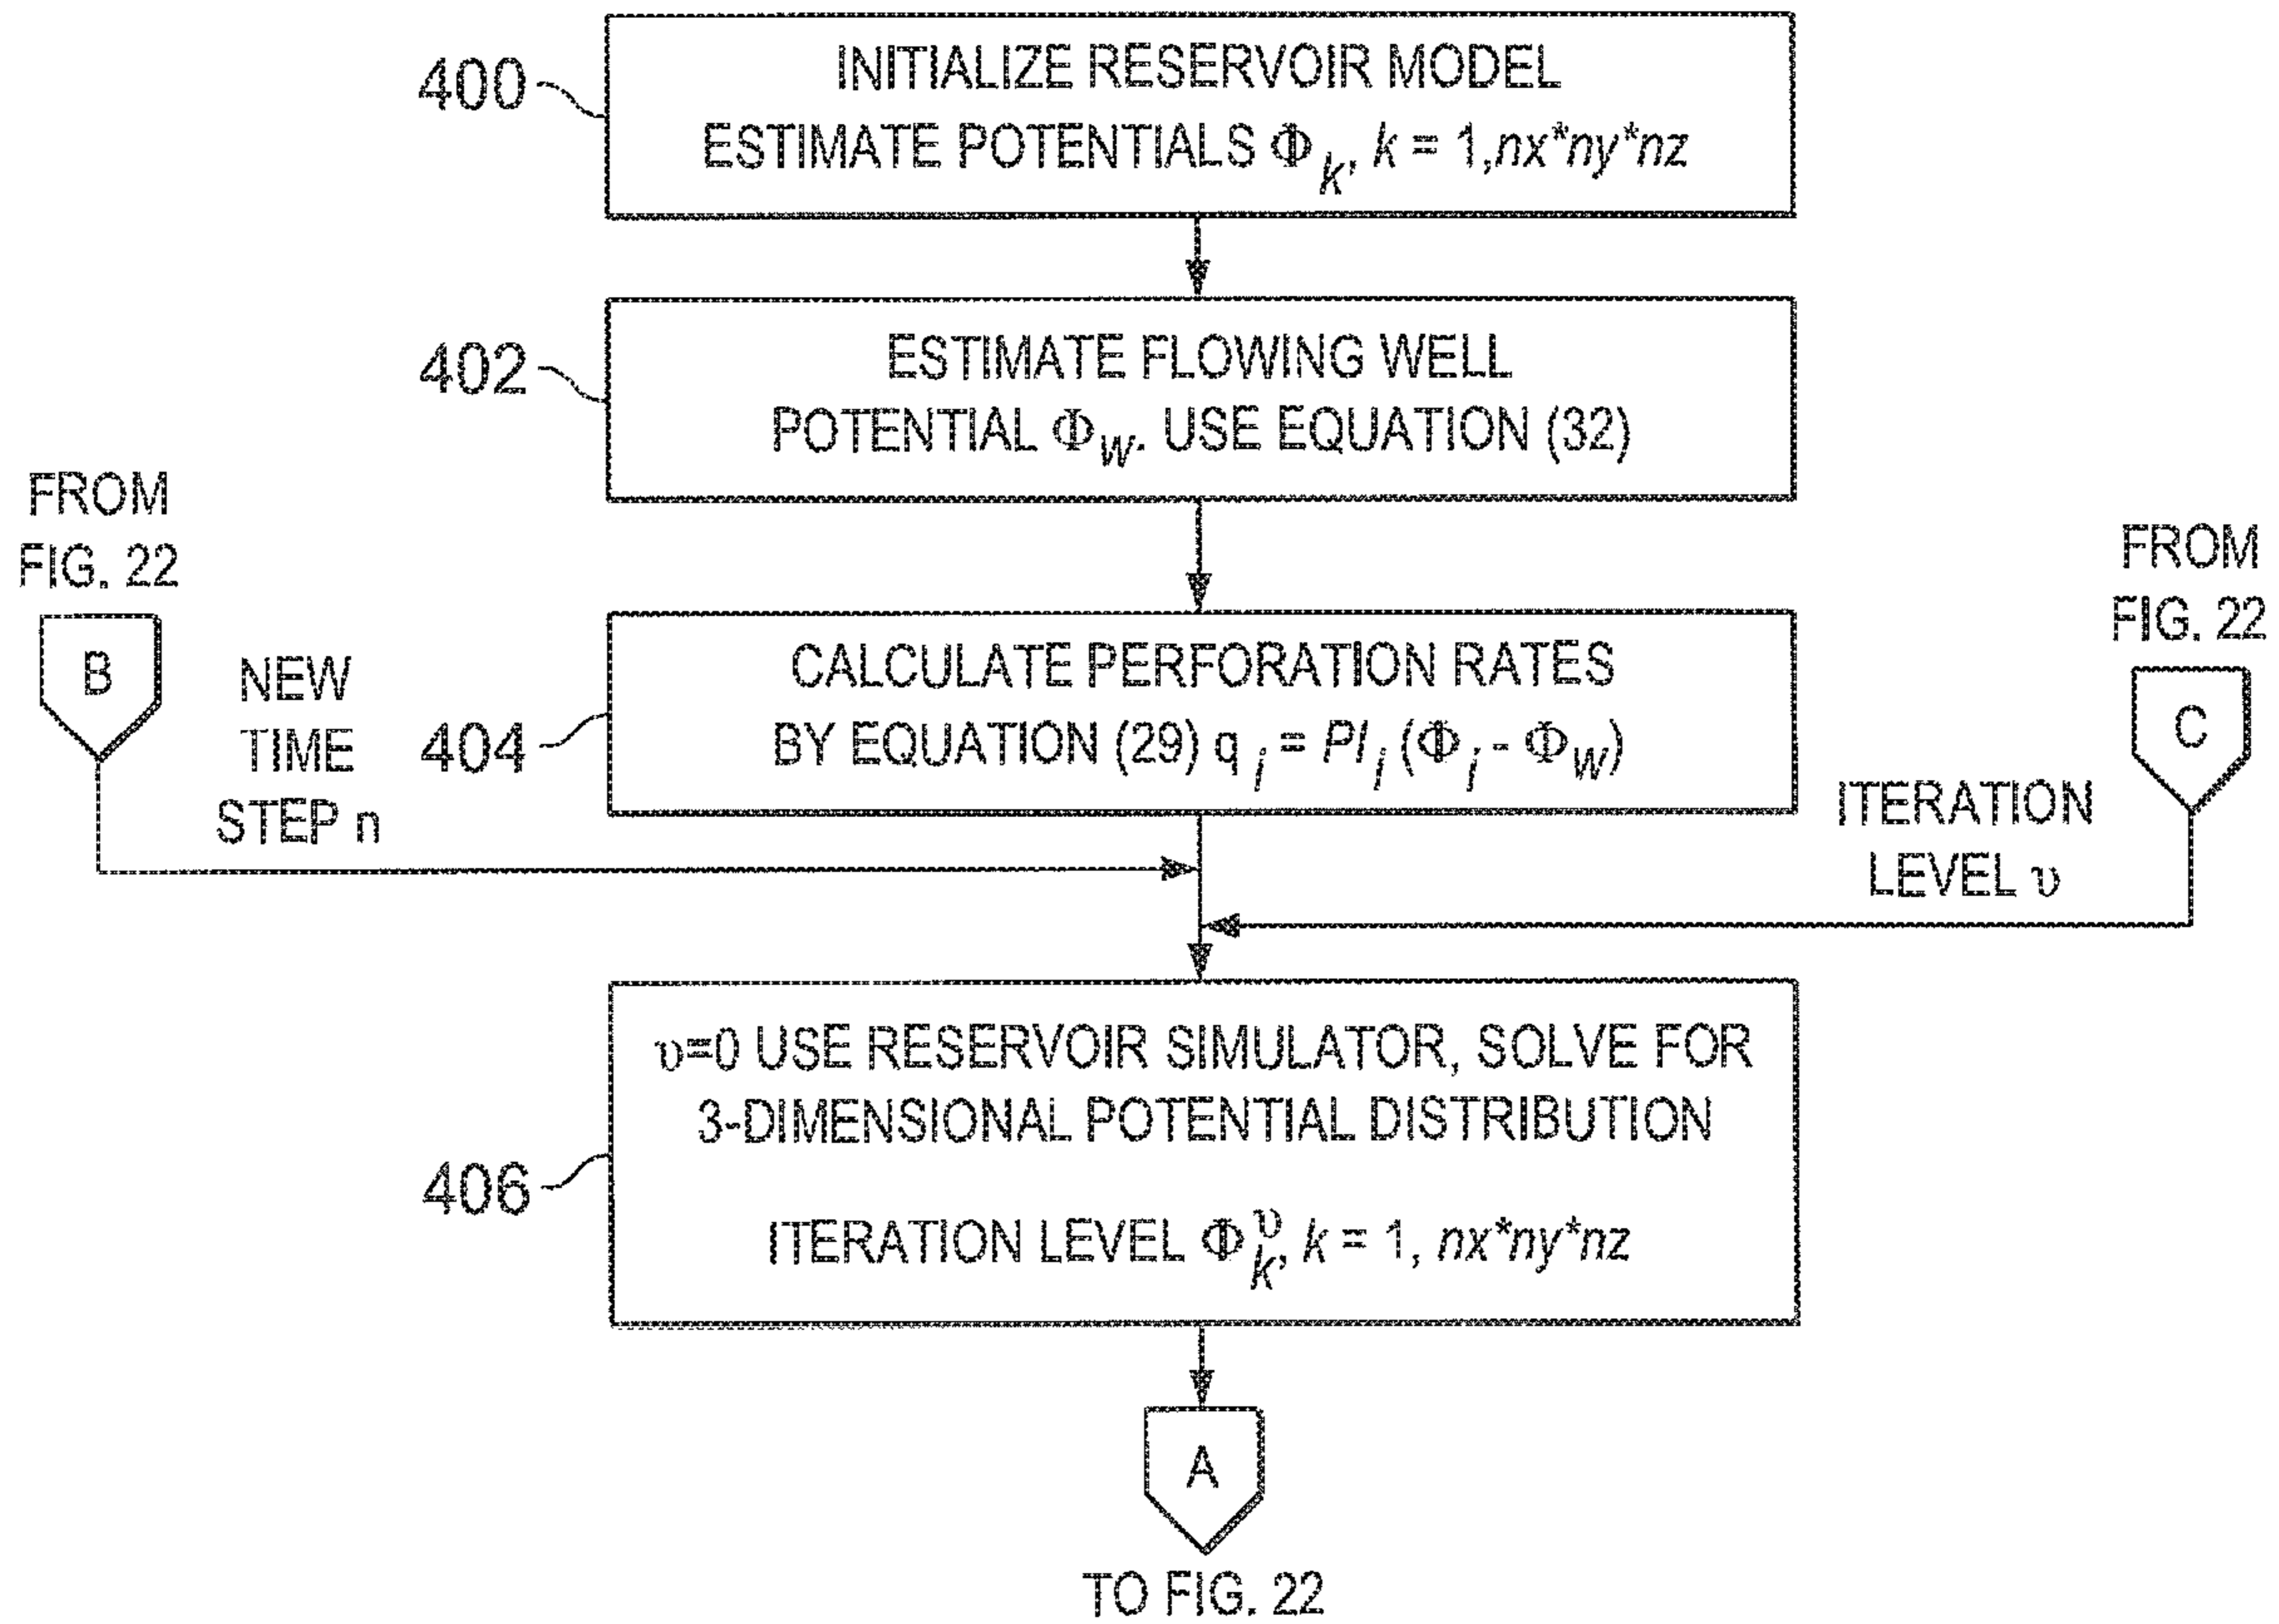 400
INITIALIZE RESERVOIR MODEL
ESTIMATE POTENTIALS Φk, k = 1,nx*ny*nz
402
ESTIMATE FLOWING WELL
POTENTIAL Φw. USE EQUATION (32)
FROM
FIG. 22
B
NEW
TIME
STEP n
404
CALCULATE PERFORATION RATES
BY EQUATION (29) qi = PIi (Φi - Φw)
FROM
FIG. 22
C
ITERATION
LEVEL υ
406
υ=0 USE RESERVOIR SIMULATOR, SOLVE FOR
3-DIMENSIONAL POTENTIAL DISTRIBUTION
ITERATION LEVEL Φkυ, k = 1, nx*ny*nz
A
TO FIG. 22